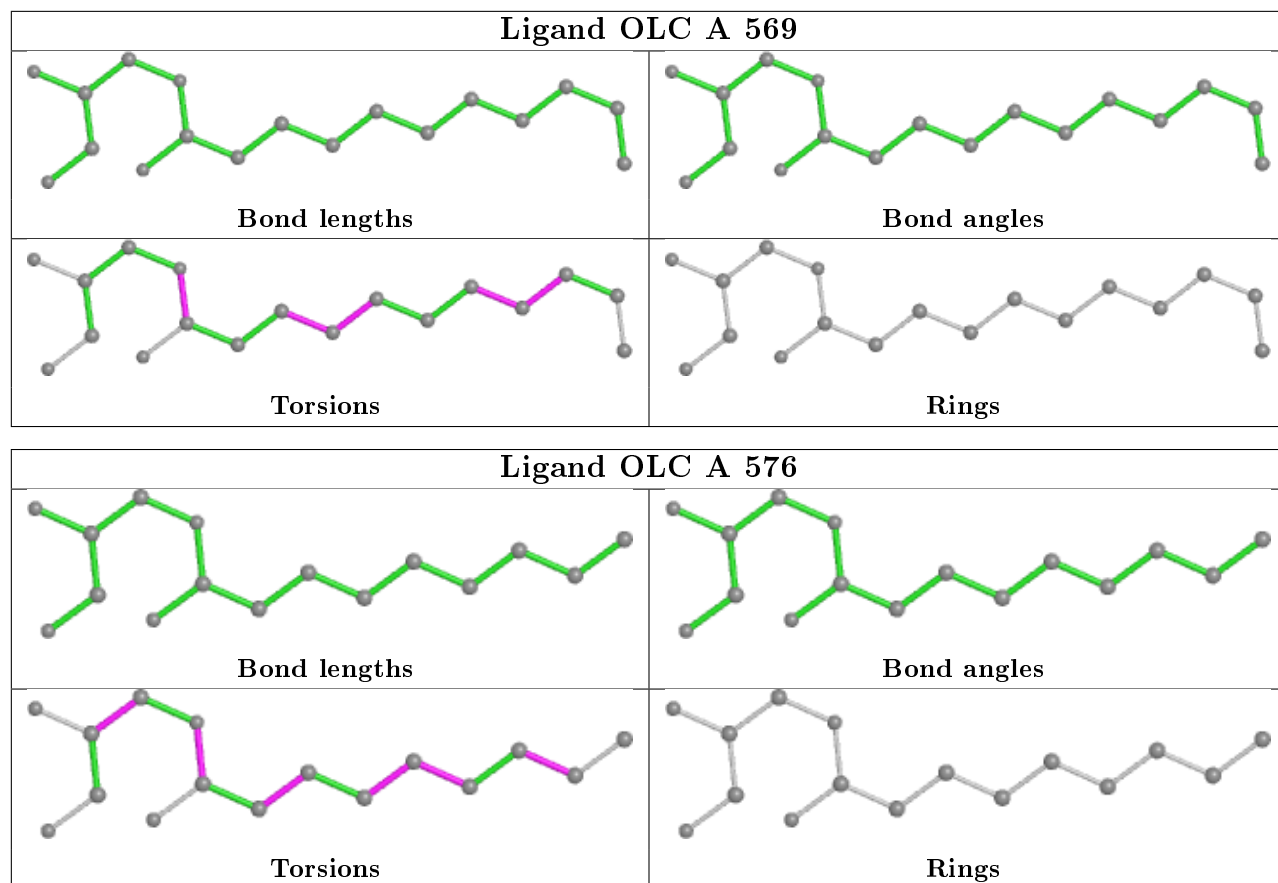 Ligand OLC A 569
Bond lengths
Bond angles
Torsions
Rings
Ligand OLC A 576
Bond lengths
Bond angles
Torsions
Rings